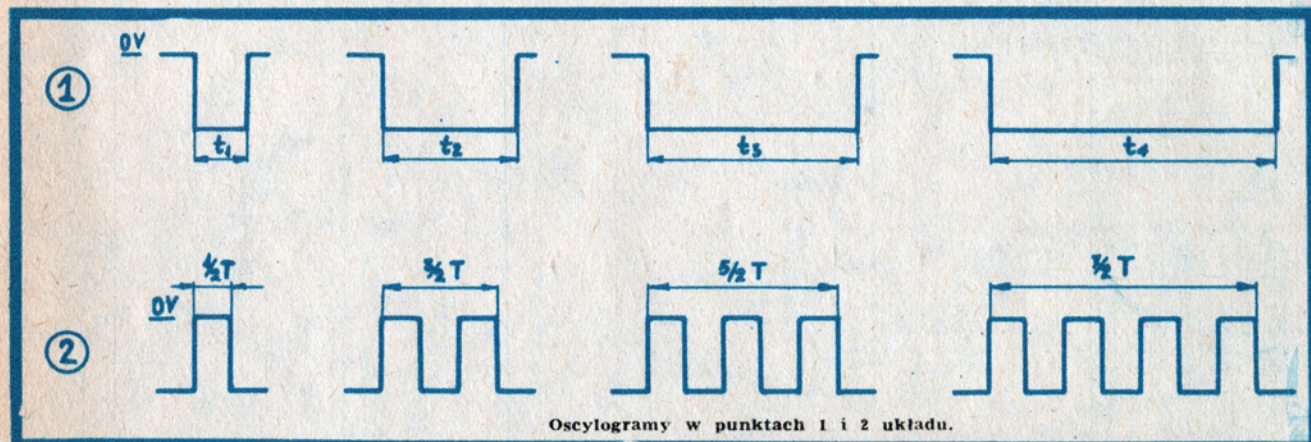 0V
①
t₁ t₂ t₃ t₄
½T 3/2 T 5/2 T 7/2 T
0V
②
Oscylogramy w punktach 1 i 2 układu.